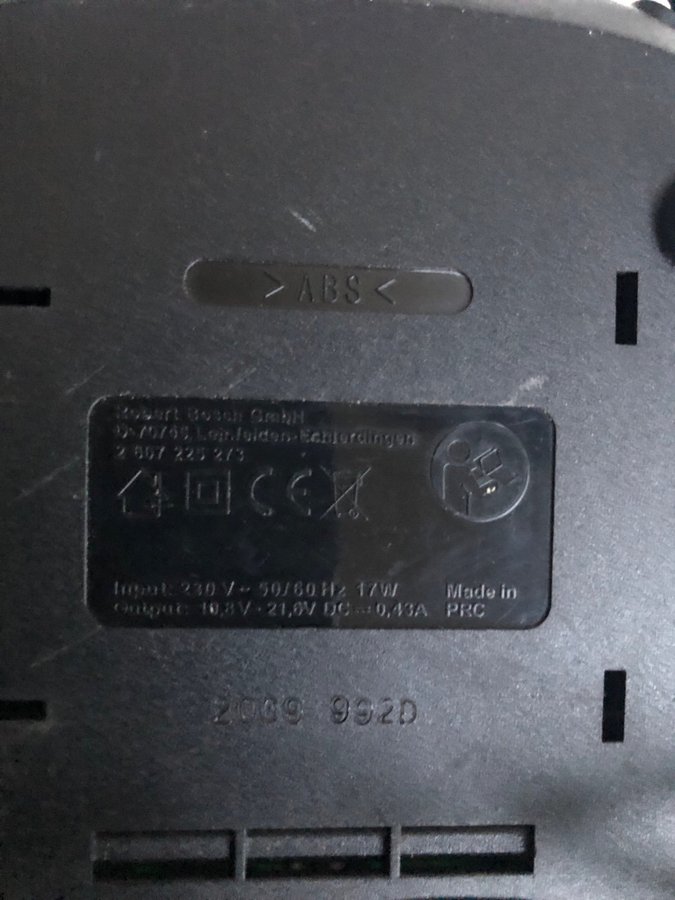 >ABS<
Robert Bosch GmbH
D-70745 Leinfelden-Echterdingen
2 607 225 273
CE
Input: 230 V ~ 50/60 Hz 17W
Output: 10,8V - 21,6V DC 0,43A
Made in
PRC
992D